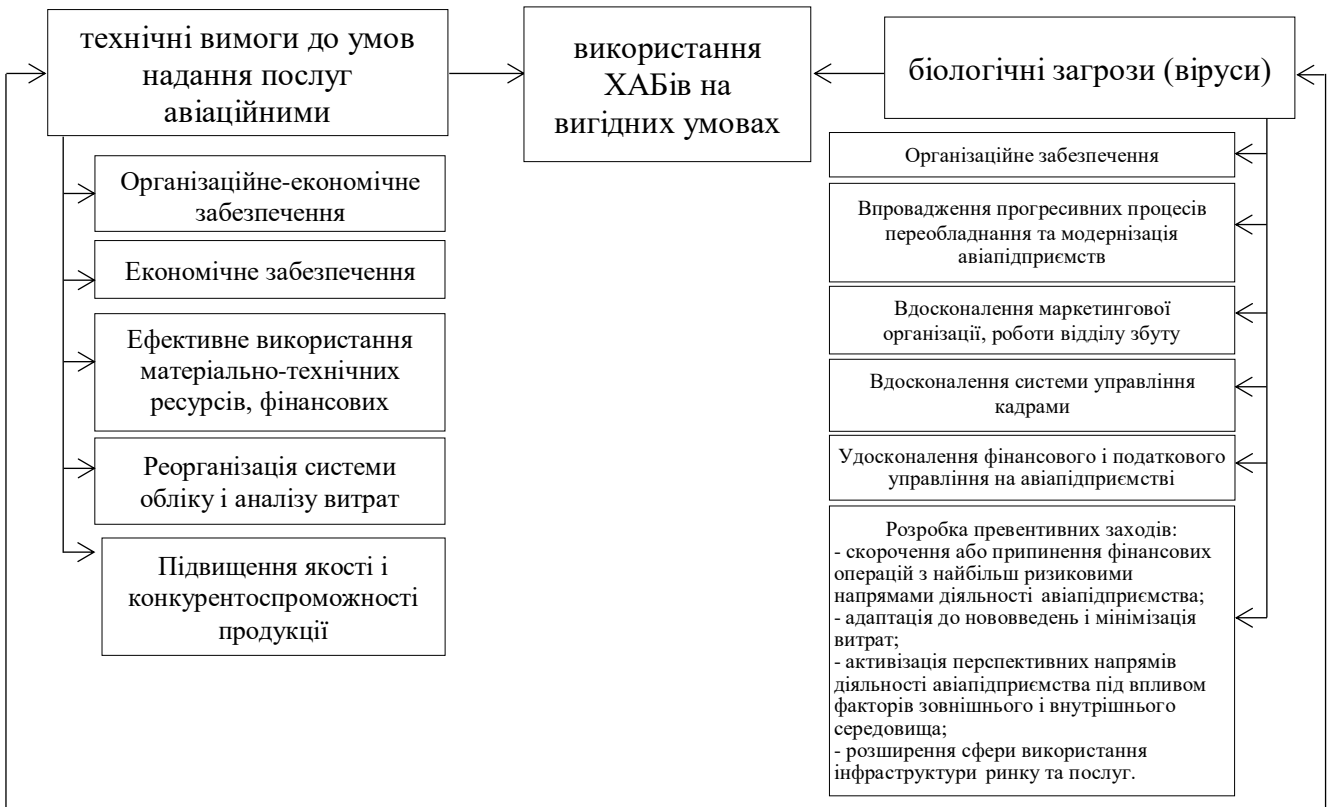 технічні вимоги до умов
надання послуг
авіаційними
використання
ХАБів на
вигідних умовах
біологічні загрози (віруси)
Організаційне-економічне
забезпечення
Економічне забезпечення
Ефективне використання
матеріально-технічних
ресурсів, фінансових
Реорганізація системи
обліку і аналізу витрат
Підвищення якості і
конкурентоспроможності
продукції
Організаційне забезпечення
Впровадження прогресивних процесів
переобладнання та модернізація
авіапідприємств
Вдосконалення маркетингової
організації, роботи відділу збуту
Вдосконалення системи управління
кадрами
Удосконалення фінансового і податкового
управління на авіапідприємстві
Розробка превентивних заходів:
- скорочення або припинення фінансових
операцій з найбільш ризиковими
напрямами діяльності авіапідприємства;
- адаптація до нововведень і мінімізація
витрат;
- активізація перспективних напрямів
діяльності авіапідприємства під впливом
факторів зовнішнього і внутрішнього
середовища;
- розширення сфери використання
інфраструктури ринку та послуг.